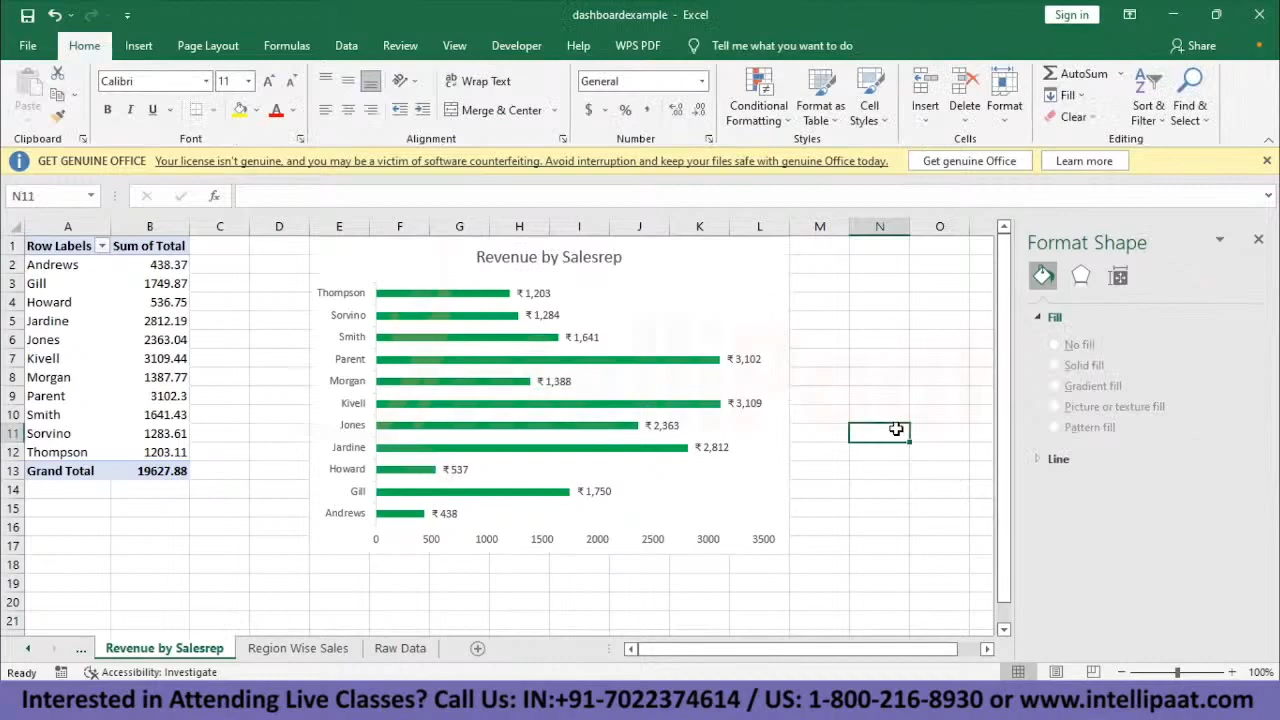 dashboardexample - Excel
Sign in
File Home Insert Page Layout Formulas Data Review View Developer Help WPS PDF Tell me what you want to do Share
Paste
Calibri 11
Wrap Text
General
Conditional Formatting
Format as Table
Cell Styles
Insert Delete Format
AutoSum
Fill
Clear
Sort & Filter
Find & Select
B I U
Merge & Center
$ % ,
Clipboard Font Alignment Number Styles Cells Editing
GET GENUINE OFFICE Your license isn't genuine, and you may be a victim of software counterfeiting. Avoid interruption and keep your files safe with genuine Office today. Get genuine Office Learn more
N11 fx
A B C D E F G H I J K L M N O
1 Row Labels Sum of Total
2 Andrews 438.37
3 Gill 1749.87
4 Howard 536.75
5 Jardine 2812.19
6 Jones 2363.04
7 Kivell 3109.44
8 Morgan 1387.77
9 Parent 3102.3
10 Smith 1641.43
11 Sorvino 1283.61
12 Thompson 1203.11
13 Grand Total 19627.88
14
15
16
17
18
19
20
21
Revenue by Salesrep
Thompson ₹ 1,203
Sorvino ₹ 1,284
Smith ₹ 1,641
Parent ₹ 3,102
Morgan ₹ 1,388
Kivell ₹ 3,109
Jones ₹ 2,363
Jardine ₹ 2,812
Howard ₹ 537
Gill ₹ 1,750
Andrews ₹ 438
0 500 1000 1500 2000 2500 3000 3500
Format Shape
Fill
No fill
Solid fill
Gradient fill
Picture or texture fill
Pattern fill
Line
... Revenue by Salesrep Region Wise Sales Raw Data
Ready Accessibility: Investigate 100%
Interested in Attending Live Classes? Call Us: IN:+91-7022374614 / US: 1-800-216-8930 or www.intellipaat.com